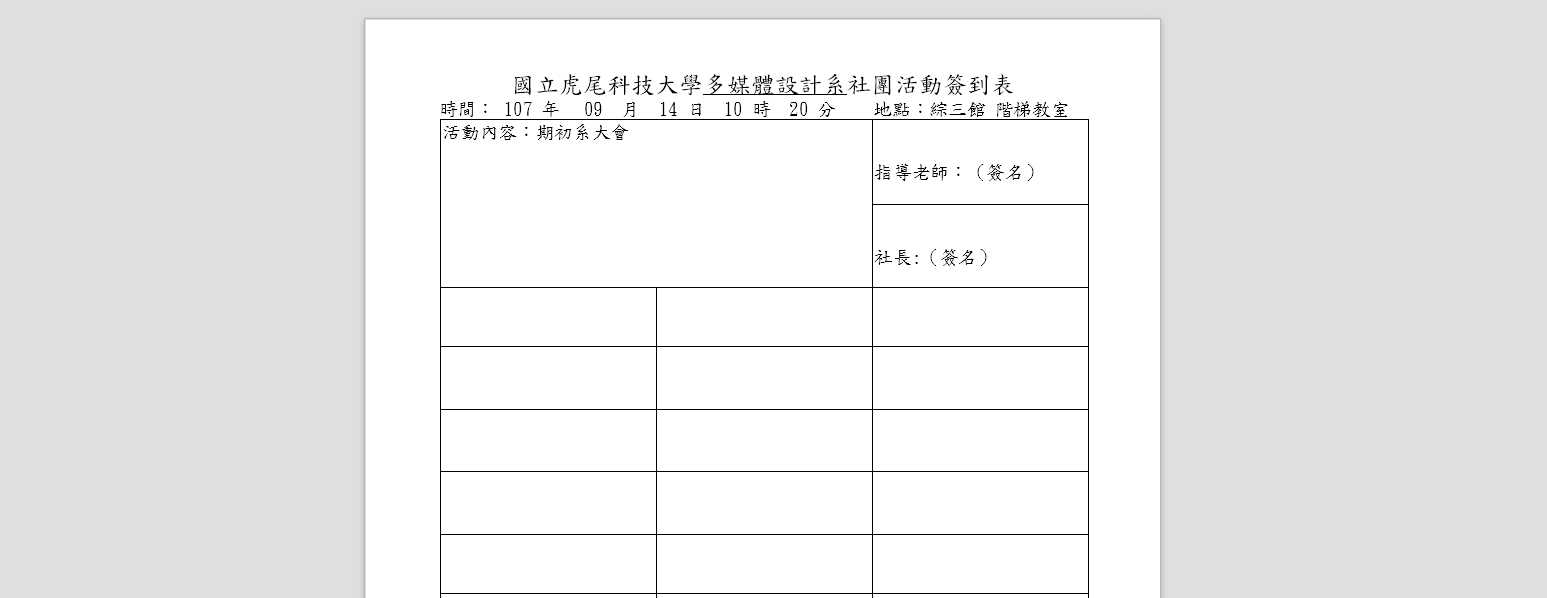 國立虎尾科技大學多媒體設計系社團活動簽到表
時間： 107 年 09 月 14 日 10 時 20 分 地點：綜三館 階梯教室
活動內容：期初系大會
指導老師：（簽名）
社長:（簽名）